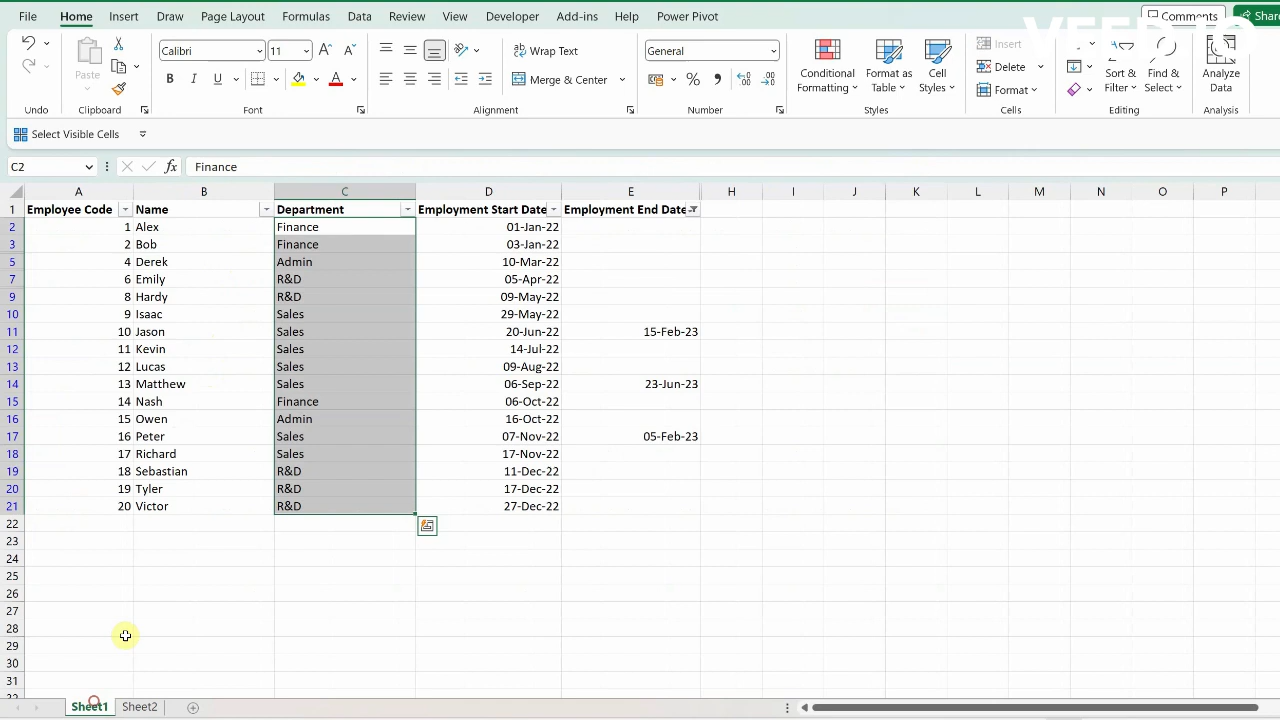 File Home Insert Draw Page Layout Formulas Data Review View Developer Add-ins Help Power Pivot Comments Share
VEED.IO
Calibri 11 Wrap Text General Insert
Paste Conditional Format as Cell Delete Sort & Find & Analyze
B I U Merge & Center Formatting Table Styles Format Filter Select Data
Undo Clipboard Font Alignment Number Styles Cells Editing Analysis
Select Visible Cells
C2 fx Finance
A B C D E H I J K L M N O P
1 Employee Code Name Department Employment Start Date Employment End Date
2 1 Alex Finance 01-Jan-22
3 2 Bob Finance 03-Jan-22
5 4 Derek Admin 10-Mar-22
7 6 Emily R&D 05-Apr-22
9 8 Hardy R&D 09-May-22
10 9 Isaac Sales 29-May-22
11 10 Jason Sales 20-Jun-22 15-Feb-23
12 11 Kevin Sales 14-Jul-22
13 12 Lucas Sales 09-Aug-22
14 13 Matthew Sales 06-Sep-22 23-Jun-23
15 14 Nash Finance 06-Oct-22
16 15 Owen Admin 16-Oct-22
17 16 Peter Sales 07-Nov-22 05-Feb-23
18 17 Richard Sales 17-Nov-22
19 18 Sebastian R&D 11-Dec-22
20 19 Tyler R&D 17-Dec-22
21 20 Victor R&D 27-Dec-22
22
23
24
25
26
27
28
29
30
31
Sheet1 Sheet2